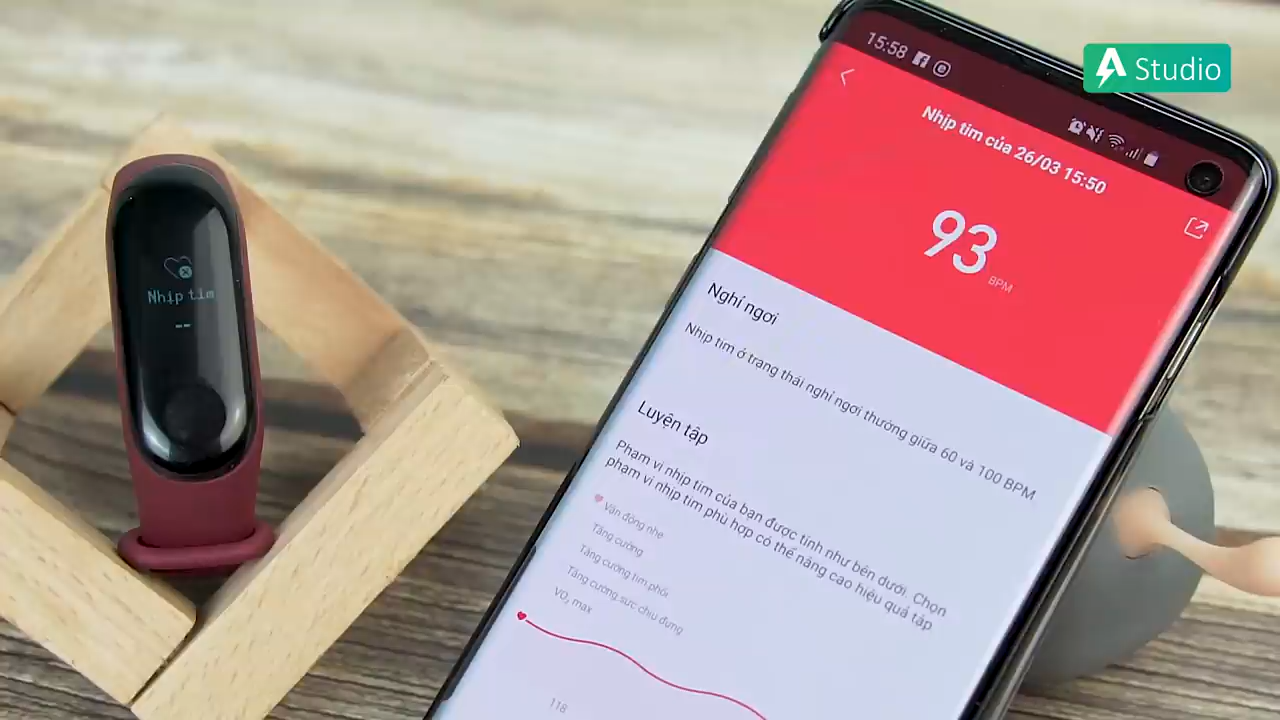 A Studio
15:58
Nhịp tim của 26/03 15:50
93
BPM
Nghỉ ngơi
Nhịp tim ở trạng thái nghỉ ngơi thường giữa 60 và 100 BPM
Luyện tập
Phạm vi nhịp tim của bạn được tính như bên dưới. Chọn
phạm vi nhịp tim phù hợp có thể nâng cao hiệu quả tập
Vận động nhẹ
Tăng cường
Tăng cường tim phổi
Tăng cường sức chịu đựng
VO₂ max
118
Nhịp tim
--